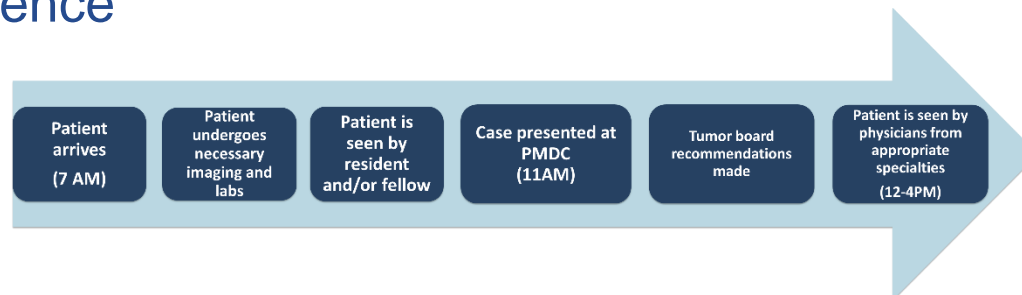 ence
Patient
arrives
(7 AM)
Patient
undergoes
necessary
imaging and
labs
Patient is
seen by
resident
and/or fellow
Case presented at
PMDC
(11AM)
Tumor board
recommendations
made
Patient is seen by
physicians from
appropriate
specialties
(12-4PM)